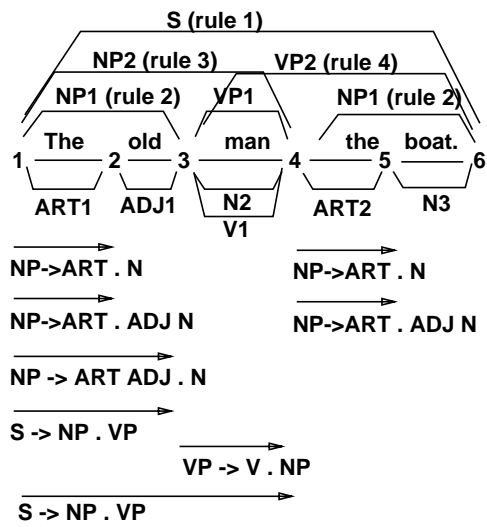 S (rule 1)
NP2 (rule 3) VP2 (rule 4)
NP1 (rule 2) VP1 NP1 (rule 2)
The old man the boat.
1 2 3 4 5 6
ART1 ADJ1 N2 ART2 N3
V1
NP->ART . N NP->ART . N
NP->ART . ADJ N NP->ART . ADJ N
NP -> ART ADJ . N
S -> NP . VP
VP -> V . NP
S -> NP . VP